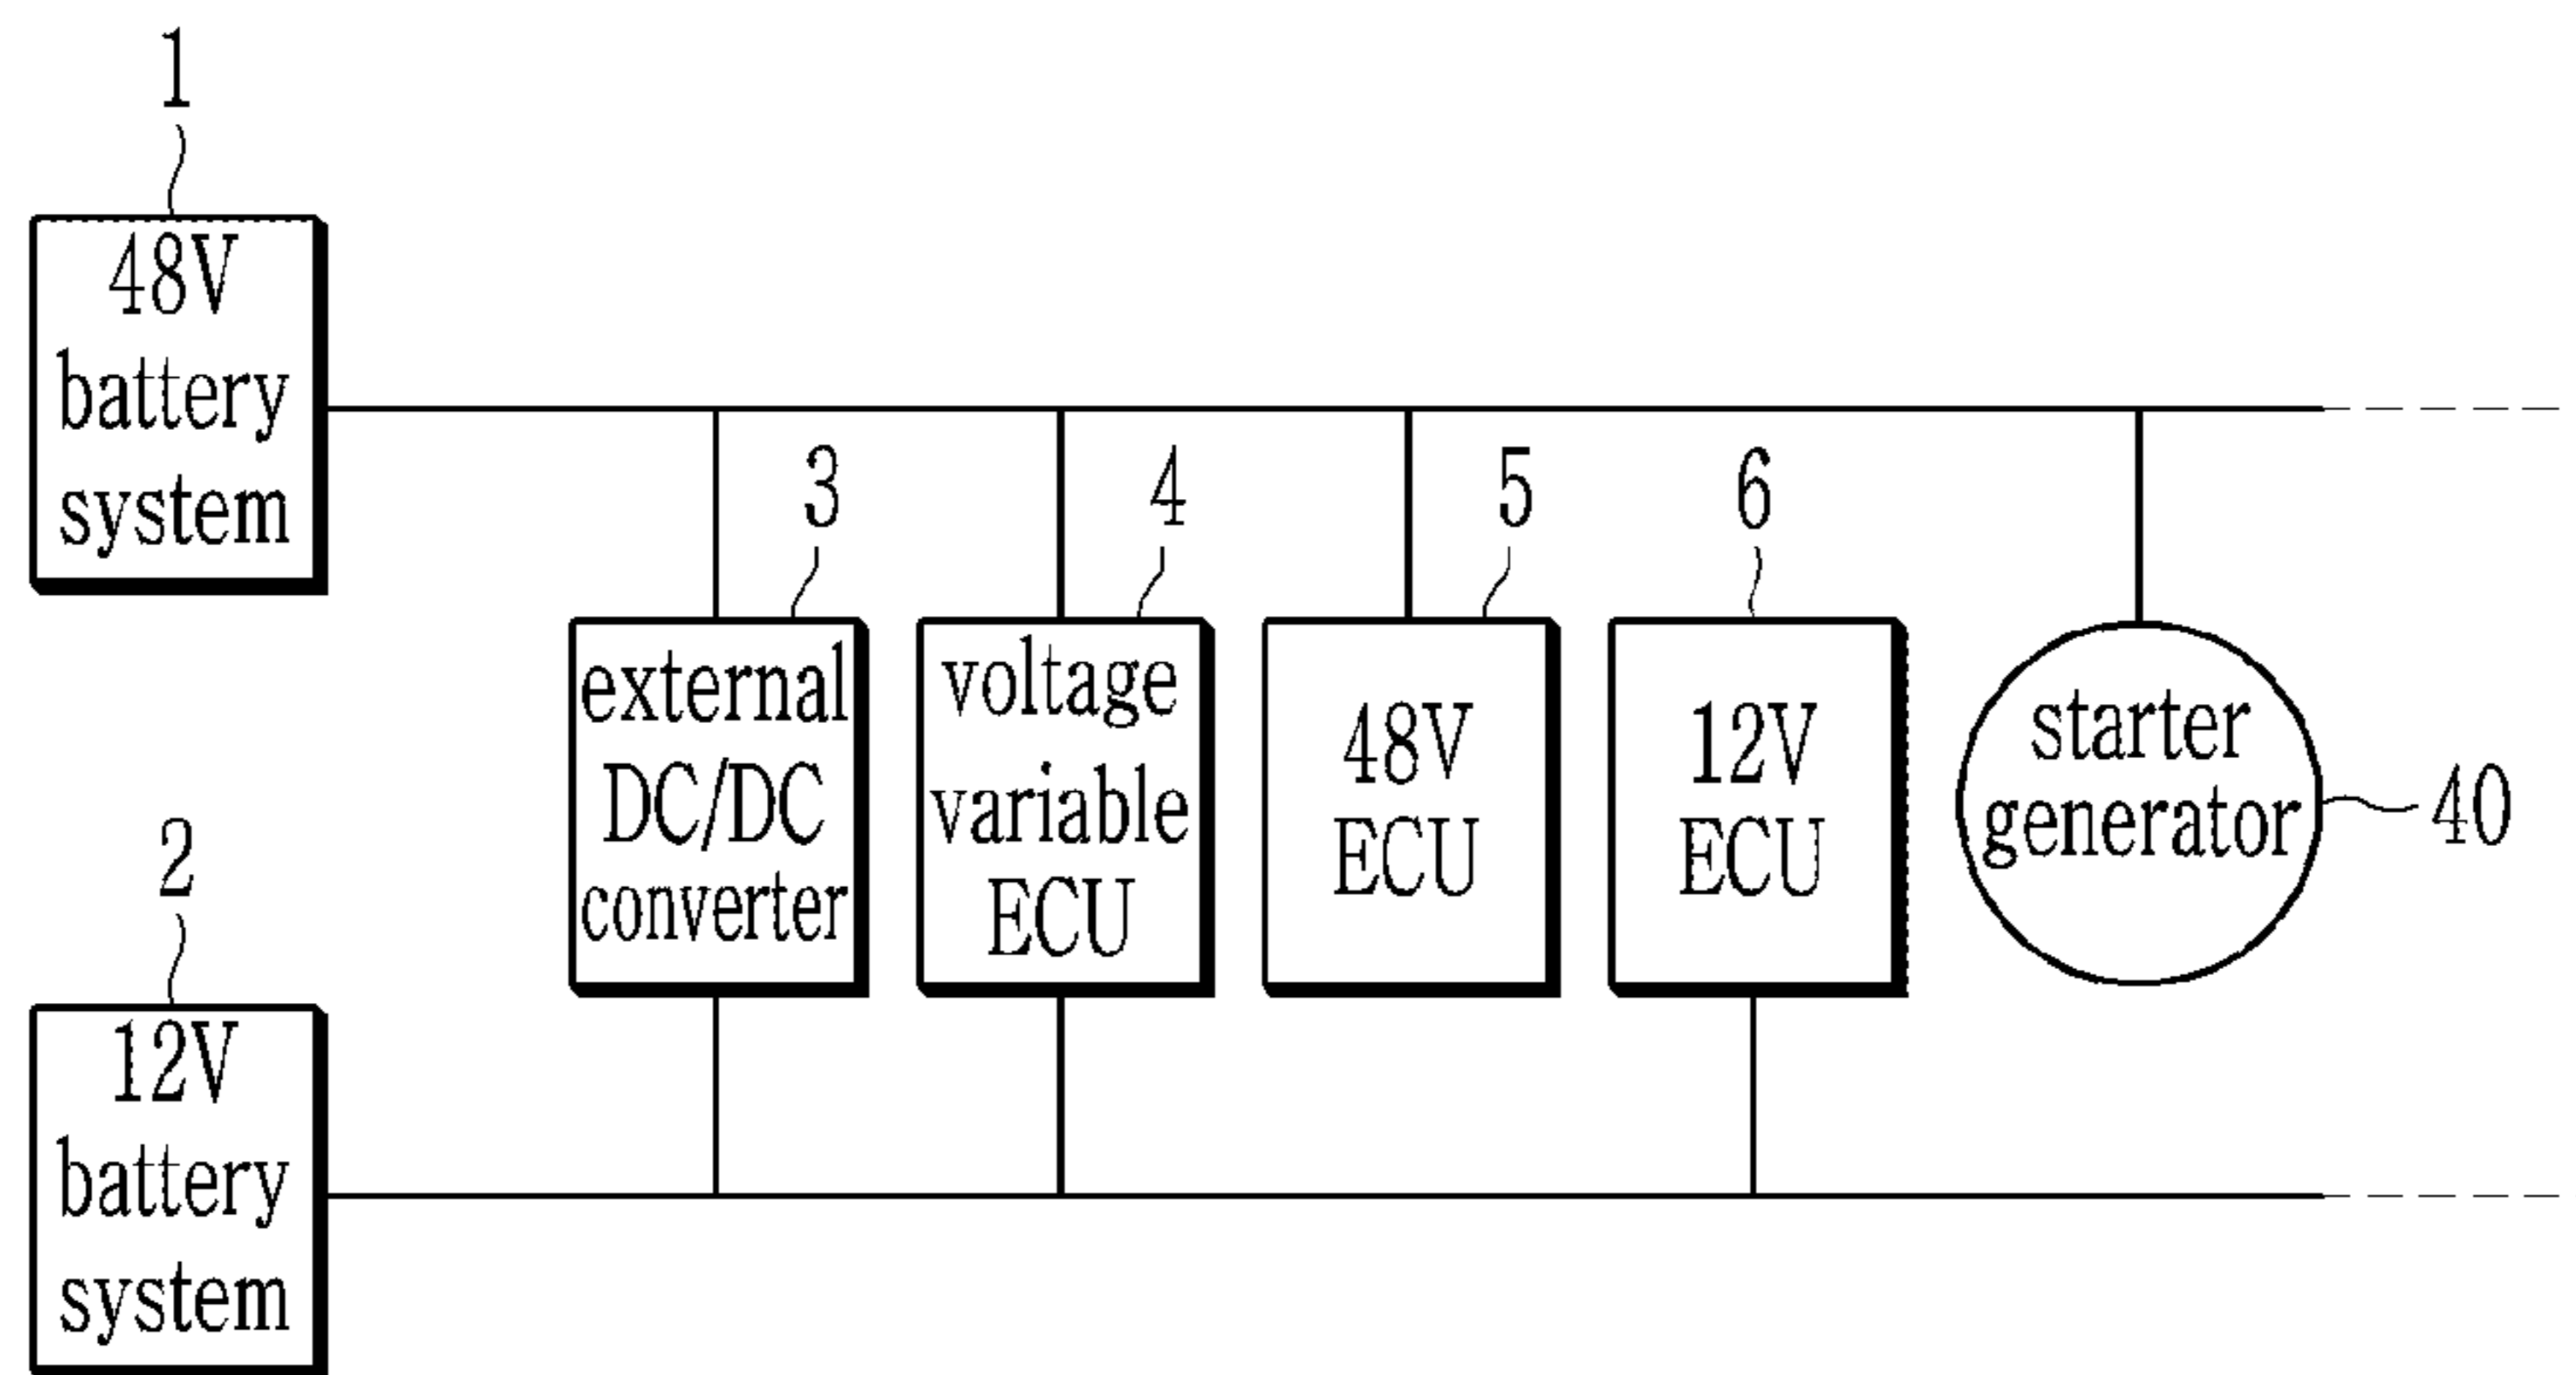 1
48V
battery
system
3
external
DC/DC
converter
4
voltage
variable
ECU
5
48V
ECU
6
12V
ECU
starter
generator
40
2
12V
battery
system